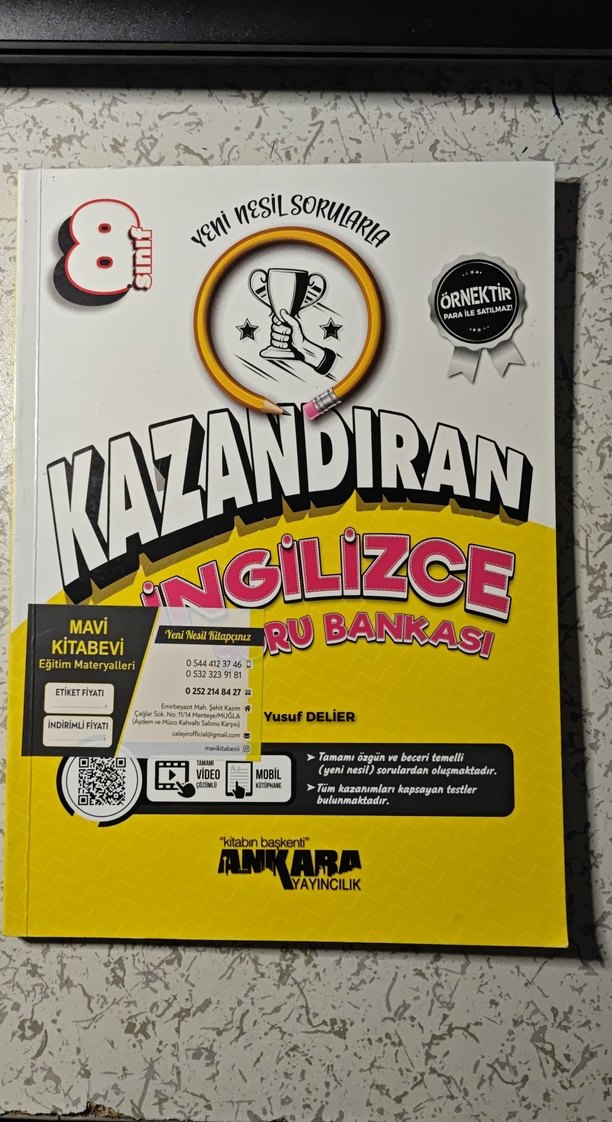 8
sınıf
YENİ NESİL SORULARLA
ÖRNEKTİR
PARA İLE SATILMAZ!
KAZANDIRAN
İNGİLİZCE
RU BANKASI
MAVİ
KİTABEVİ
Eğitim Materyalleri
ETİKET FİYATI
İNDİRİMLİ FİYATI
Yeni Nesil Kitapçınız
0 544 412 37 46
0 532 323 91 81
0 252 214 84 27
Emirbeyazıt Mah. Şehit Kazım
Çağlar Sok. No: 11/14 Menteşe/MUĞLA
(Aydem ve Müco Kahvaltı Salonu Karşısı)
calayirofficial@gmail.com
mavikitabevii
Yusuf DELİER
TAMAMI
VİDEO
ÇÖZÜMLÜ
MOBİL
KÜTÜPHANE
➤ Tamamı özgün ve beceri temelli
(yeni nesil) sorulardan oluşmaktadır.
➤ Tüm kazanımları kapsayan testler
bulunmaktadır.
"kitabın başkenti"
ANKARA
YAYINCILIK